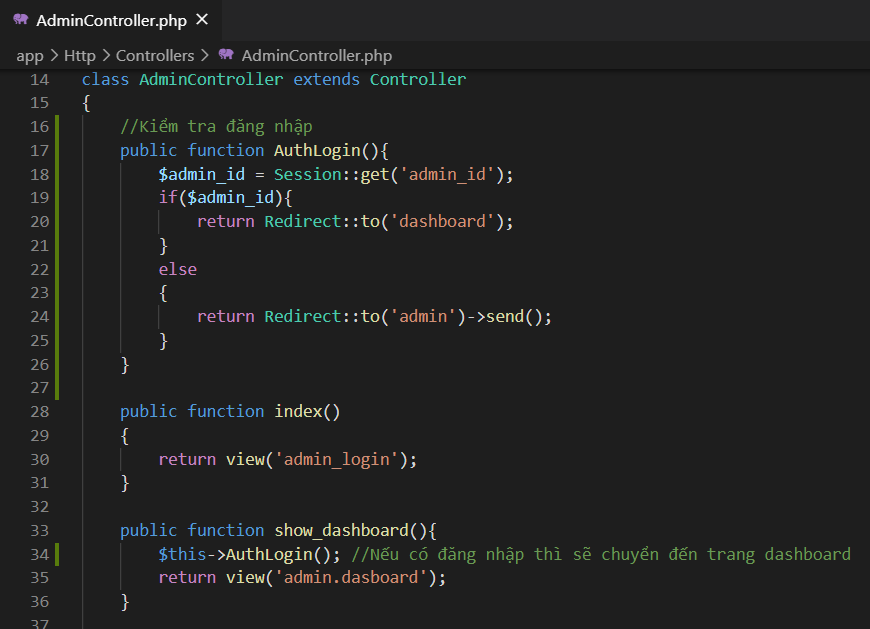 AdminController.php ×
app > Http > Controllers > AdminController.php
14 class AdminController extends Controller
15 {
16 //Kiểm tra đăng nhập
17 public function AuthLogin(){
18 $admin_id = Session::get('admin_id');
19 if($admin_id){
20 return Redirect::to('dashboard');
21 }
22 else
23 {
24 return Redirect::to('admin')->send();
25 }
26 }
27
28 public function index()
29 {
30 return view('admin_login');
31 }
32
33 public function show_dashboard(){
34 $this->AuthLogin(); //Nếu có đăng nhập thì sẽ chuyển đến trang dashboard
35 return view('admin.dasboard');
36 }
37